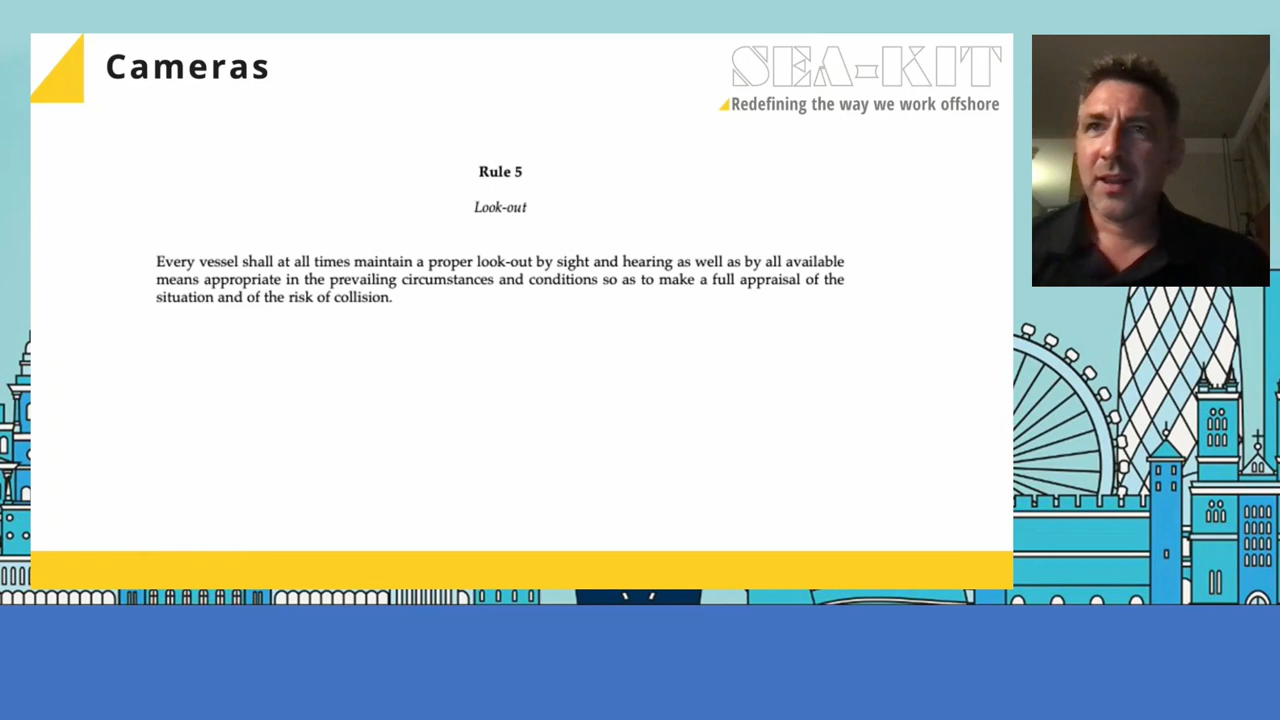 Cameras
SEA-KIT
Redefining the way we work offshore
Rule 5
Look-out
Every vessel shall at all times maintain a proper look-out by sight and hearing as well as by all available
means appropriate in the prevailing circumstances and conditions so as to make a full appraisal of the
situation and of the risk of collision.